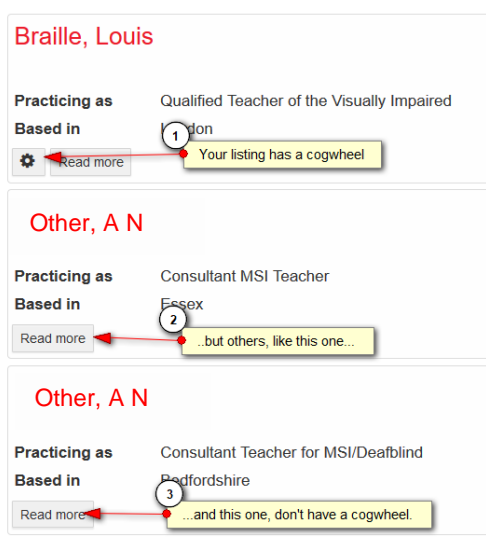 Braille, Louis
Practicing as Qualified Teacher of the Visually Impaired
Based in
1
Read more
Your listing has a cogwheel
Other, A N
Practicing as Consultant MSI Teacher
Based in Essex
2
Read more
..but others, like this one...
Other, A N
Practicing as Consultant Teacher for MSI/Deafblind
Based in Bedfordshire
3
Read more
...and this one, don't have a cogwheel.